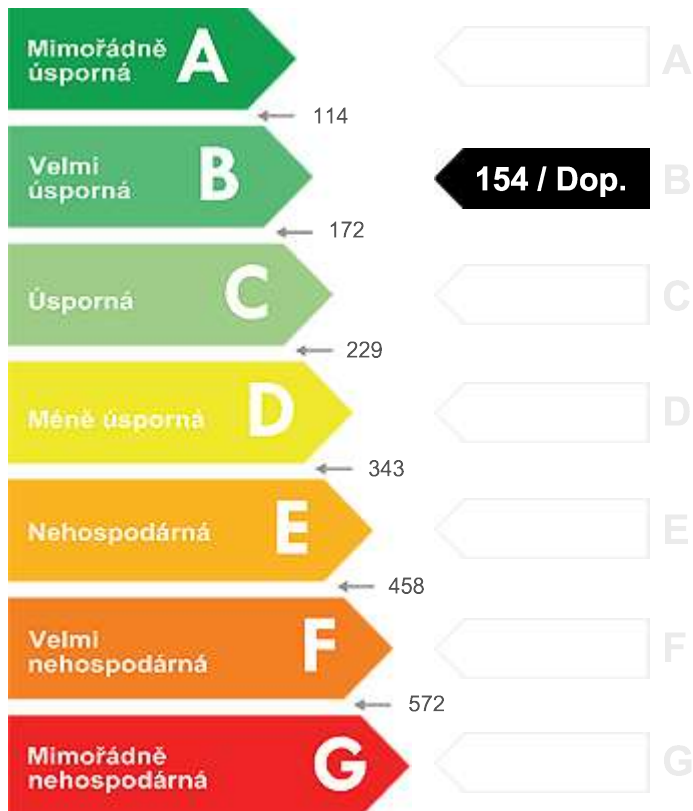 Mimořádně
úsporná
A
A
114
Velmi
úsporná
B
154 / Dop.
B
172
Úsporná
C
C
229
Méně úsporná
D
D
343
Nehospodárná
E
E
458
Velmi
nehospodárná
F
F
572
Mimořádně
nehospodárná
G
G